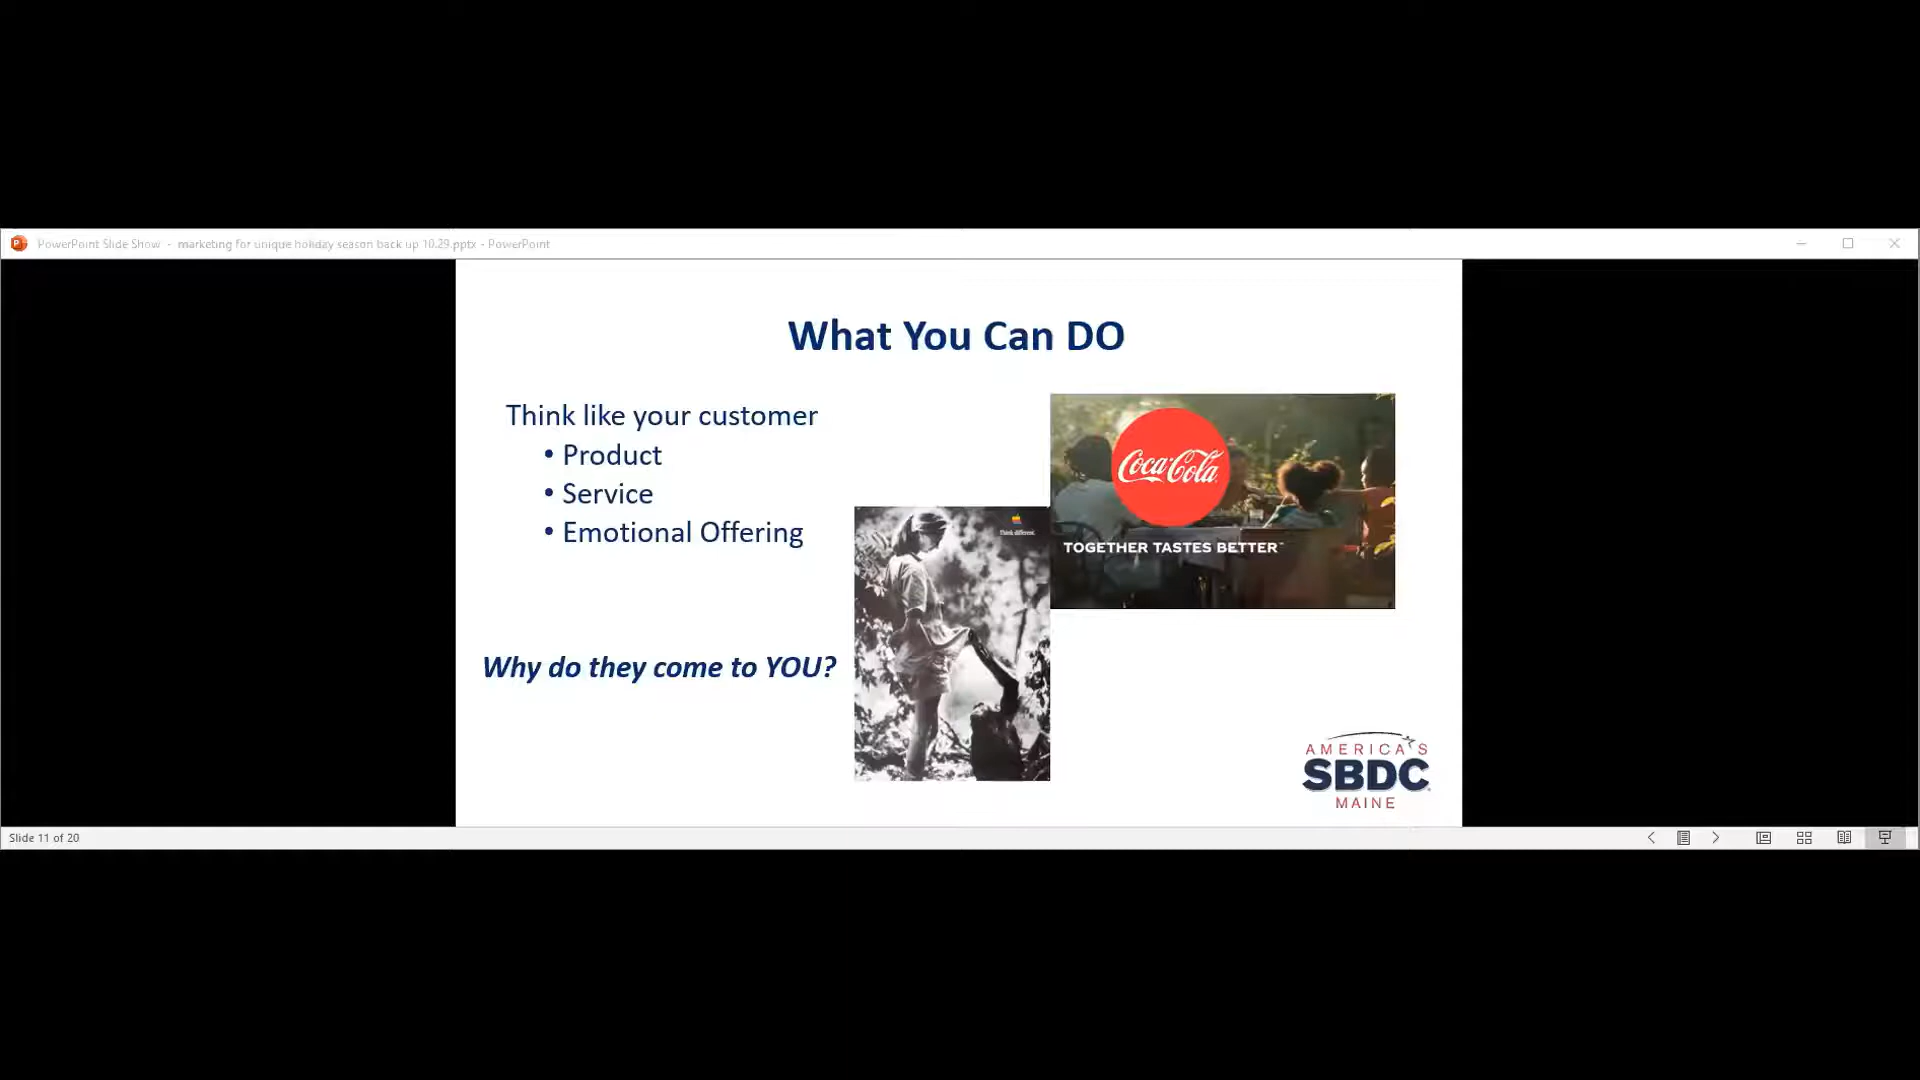 PowerPoint Slide Show - marketing for unique holiday season back up 10.29.pptx - PowerPoint
What You Can DO
Think like your customer
• Product
• Service
• Emotional Offering
Why do they come to YOU?
Think different.
Coca-Cola
TOGETHER TASTES BETTER™
AMERICA'S
SBDC
MAINE
Slide 11 of 20